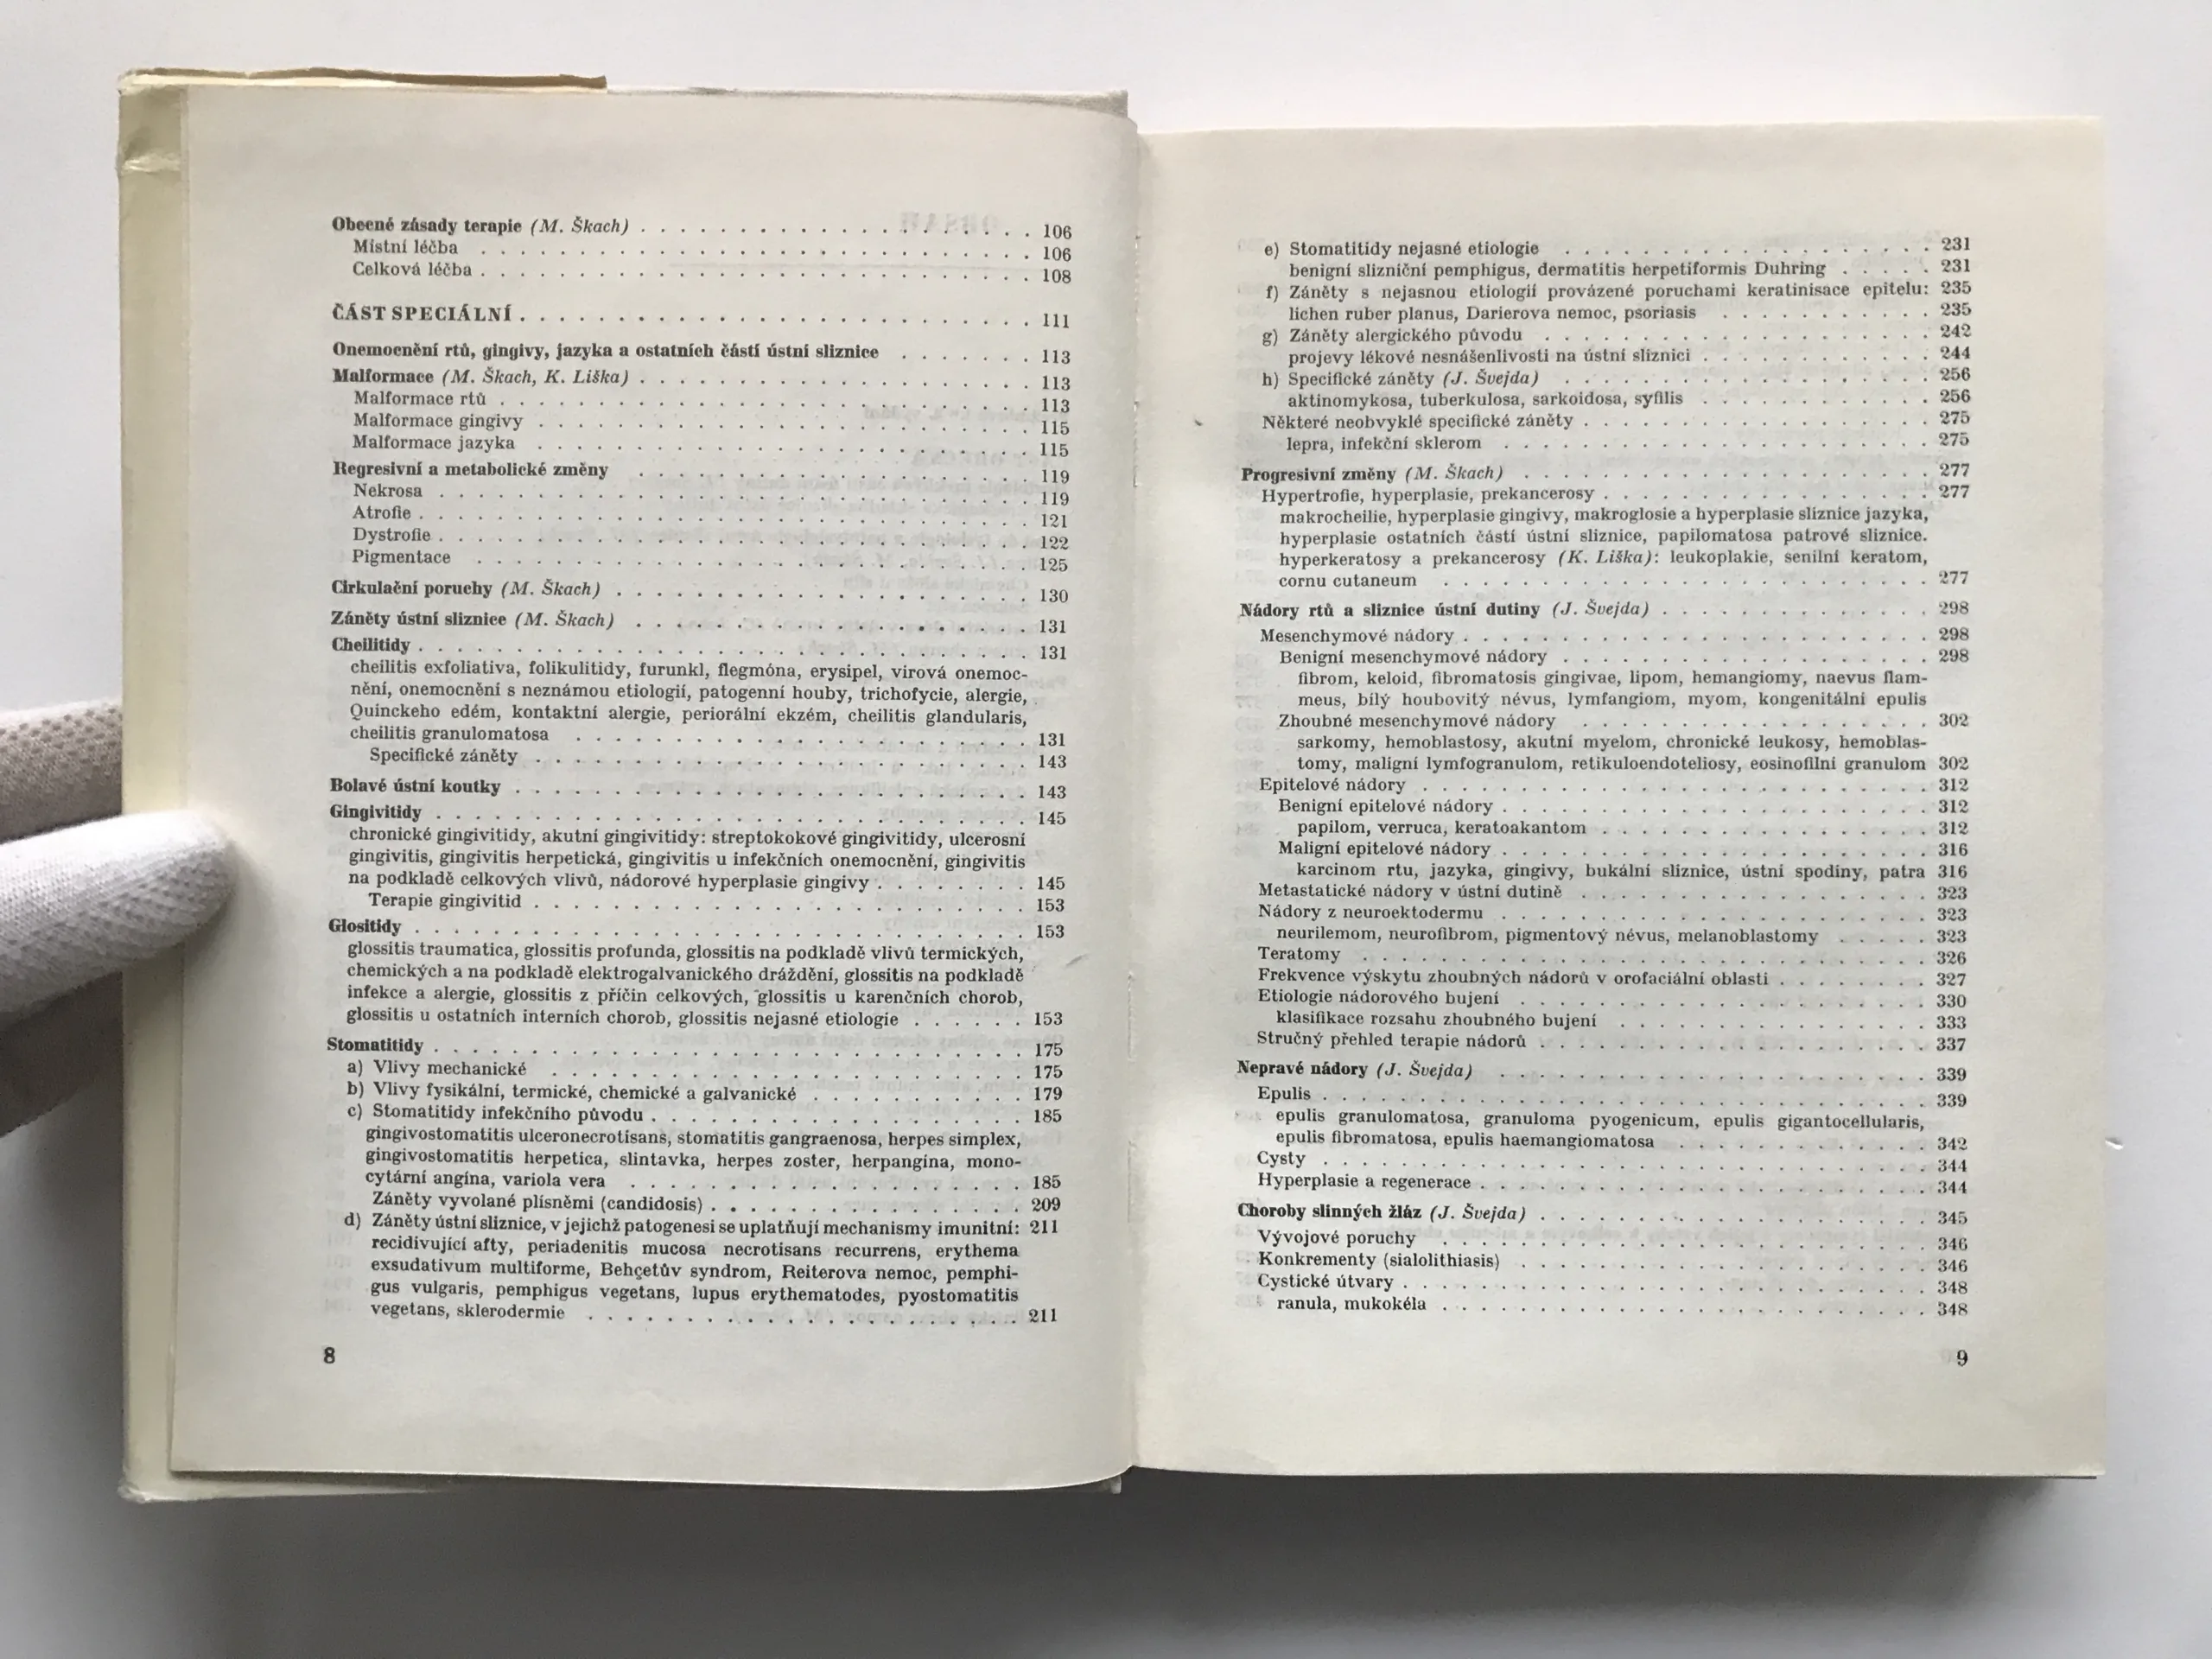 Obecné zásady terapie (M. Škach) . . . . . . . . . . . . . . . . . . . 106
Místní léčba . . . . . . . . . . . . . . . . . . . 106
Celková léčba . . . . . . . . . . . . . . . . . . . 108
ČÁST SPECIÁLNÍ . . . . . . . . . . . . . . . . . . . 111
Onemocnění rtů, gingivy, jazyka a ostatních částí ústní sliznice . . . . . . . 113
Malformace (M. Škach, K. Liška) . . . . . . . . . . . . . . . . . . . 113
Malformace rtů . . . . . . . . . . . . . . . . . . . 113
Malformace gingivy . . . . . . . . . . . . . . . . . . . 115
Malformace jazyka . . . . . . . . . . . . . . . . . . . 115
Regresivní a metabolické změny . . . . . . . . . . . . . . . . . . . 119
Nekrosa . . . . . . . . . . . . . . . . . . . 119
Atrofie . . . . . . . . . . . . . . . . . . . 121
Dystrofie . . . . . . . . . . . . . . . . . . . 122
Pigmentace . . . . . . . . . . . . . . . . . . . 125
Cirkulační poruchy (M. Škach) . . . . . . . . . . . . . . . . . . . 130
Záněty ústní sliznice (M. Škach) . . . . . . . . . . . . . . . . . . . 131
Cheilitidy . . . . . . . . . . . . . . . . . . . 131
cheilitis exfoliativa, folikulitidy, furunkl, flegmóna, erysipel, virová onemoc-
nění, onemocnění s neznámou etiologií, patogenní houby, trichofycie, alergie,
Quinckeho edém, kontaktní alergie, periorální ekzém, cheilitis glandularis,
cheilitis granulomatosa . . . . . . . . . . . . . . . . . . . 131
Specifické záněty . . . . . . . . . . . . . . . . . . . 143
Bolavé ústní koutky . . . . . . . . . . . . . . . . . . . 143
Gingivitidy . . . . . . . . . . . . . . . . . . . 145
chronické gingivitidy, akutní gingivitidy: streptokokové gingivitidy, ulcerosní
gingivitis, gingivitis herpetická, gingivitis u infekčních onemocnění, gingivitis
na podkladě celkových vlivů, nádorové hyperplasie gingivy . . . . . . . . 145
Terapie gingivitid . . . . . . . . . . . . . . . . . . . 153
Glositidy . . . . . . . . . . . . . . . . . . . 153
glossitis traumatica, glossitis profunda, glossitis na podkladě vlivů termických,
chemických a na podkladě elektrogalvanického dráždění, glossitis na podkladě
infekce a alergie, glossitis z příčin celkových, glossitis u karenčních chorob,
glossitis u ostatních interních chorob, glossitis nejasné etiologie . . . . . . 153
Stomatitidy . . . . . . . . . . . . . . . . . . . 175
a) Vlivy mechanické . . . . . . . . . . . . . . . . . . . 175
b) Vlivy fysikální, termické, chemické a galvanické . . . . . . . . . . 179
c) Stomatitidy infekčního původu . . . . . . . . . . . . . . . . . . 185
gingivostomatitis ulceronecrotisans, stomatitis gangraenosa, herpes simplex,
gingivostomatitis herpetica, slintavka, herpes zoster, herpangina, mono-
cytární angína, variola vera . . . . . . . . . . . . . . . . . . . 185
Záněty vyvolané plísněmi (candidosis) . . . . . . . . . . . . . . . 209
d) Záněty ústní sliznice, v jejichž patogenesi se uplatňují mechanismy imunitní: 211
recidivující afty, periadenitis mucosa necrotisans recurrens, erythema
exsudativum multiforme, Behçetův syndrom, Reiterova nemoc, pemphi-
gus vulgaris, pemphigus vegetans, lupus erythematodes, pyostomatitis
vegetans, sklerodermie . . . . . . . . . . . . . . . . . . . 211
8
e) Stomatitidy nejasné etiologie . . . . . . . . . . . . . . . . . . . 231
benigní slizniční pemphigus, dermatitis herpetiformis Duhring . . . . . 231
f) Záněty s nejasnou etiologií provázené poruchami keratinisace epitelu: 235
lichen ruber planus, Darierova nemoc, psoriasis . . . . . . . . . . . 235
g) Záněty alergického původu . . . . . . . . . . . . . . . . . . . 242
projevy lékové nesnášenlivosti na ústní sliznici . . . . . . . . . . . 244
h) Specifické záněty (J. Švejda) . . . . . . . . . . . . . . . . . . . 256
aktinomykosa, tuberkulosa, sarkoidosa, syfilis . . . . . . . . . . . . 256
Některé neobvyklé specifické záněty . . . . . . . . . . . . . . . . . 275
lepra, infekční sklerom . . . . . . . . . . . . . . . . . . . 275
Progresivní změny (M. Škach) . . . . . . . . . . . . . . . . . . . 277
Hypertrofie, hyperplasie, prekancerosy . . . . . . . . . . . . . . . . 277
makrocheilie, hyperplasie gingivy, makroglosie a hyperplasie sliznice jazyka,
hyperplasie ostatních částí ústní sliznice, papilomatosa patrové sliznice.
hyperkeratosy a prekancerosy (K. Liška): leukoplakie, senilní keratom,
cornu cutaneum . . . . . . . . . . . . . . . . . . . 277
Nádory rtů a sliznice ústní dutiny (J. Švejda) . . . . . . . . . . . . . . 298
Mesenchymové nádory . . . . . . . . . . . . . . . . . . . 298
Benigní mesenchymové nádory . . . . . . . . . . . . . . . . . . 298
fibrom, keloid, fibromatosis gingivae, lipom, hemangiomy, naevus flam-
meus, bílý houbovitý névus, lymfangiom, myom, kongenitální epulis
Zhoubné mesenchymové nádory . . . . . . . . . . . . . . . . . . 302
sarkomy, hemoblastosy, akutní myelom, chronické leukosy, hemoblas-
tomy, maligní lymfogranulom, retikuloendoteliosy, eosinofilní granulom 302
Epitelové nádory . . . . . . . . . . . . . . . . . . . 312
Benigní epitelové nádory . . . . . . . . . . . . . . . . . . . 312
papilom, verruca, keratoakantom . . . . . . . . . . . . . . . . . 312
Maligní epitelové nádory . . . . . . . . . . . . . . . . . . . 316
karcinom rtu, jazyka, gingivy, bukální sliznice, ústní spodiny, patra 316
Metastatické nádory v ústní dutině . . . . . . . . . . . . . . . . . . 323
Nádory z neuroektodermu . . . . . . . . . . . . . . . . . . . 323
neurilemom, neurofibrom, pigmentový névus, melanoblastomy . . . . . 323
Teratomy . . . . . . . . . . . . . . . . . . . 326
Frekvence výskytu zhoubných nádorů v orofaciální oblasti . . . . . . . . 327
Etiologie nádorového bujení . . . . . . . . . . . . . . . . . . . 330
klasifikace rozsahu zhoubného bujení . . . . . . . . . . . . . . . . 333
Stručný přehled terapie nádorů . . . . . . . . . . . . . . . . . . . 337
Nepravé nádory (J. Švejda) . . . . . . . . . . . . . . . . . . . 339
Epulis . . . . . . . . . . . . . . . . . . . 339
epulis granulomatosa, granuloma pyogenicum, epulis gigantocellularis,
epulis fibromatosa, epulis haemangiomatosa . . . . . . . . . . . . . 342
Cysty . . . . . . . . . . . . . . . . . . . 344
Hyperplasie a regenerace . . . . . . . . . . . . . . . . . . . 344
Choroby slinných žláz (J. Švejda) . . . . . . . . . . . . . . . . . . . 345
Vývojové poruchy . . . . . . . . . . . . . . . . . . . 346
Konkrementy (sialolithiasis) . . . . . . . . . . . . . . . . . . . 346
Cystické útvary . . . . . . . . . . . . . . . . . . . 348
ranula, mukokéla . . . . . . . . . . . . . . . . . . . 348
9